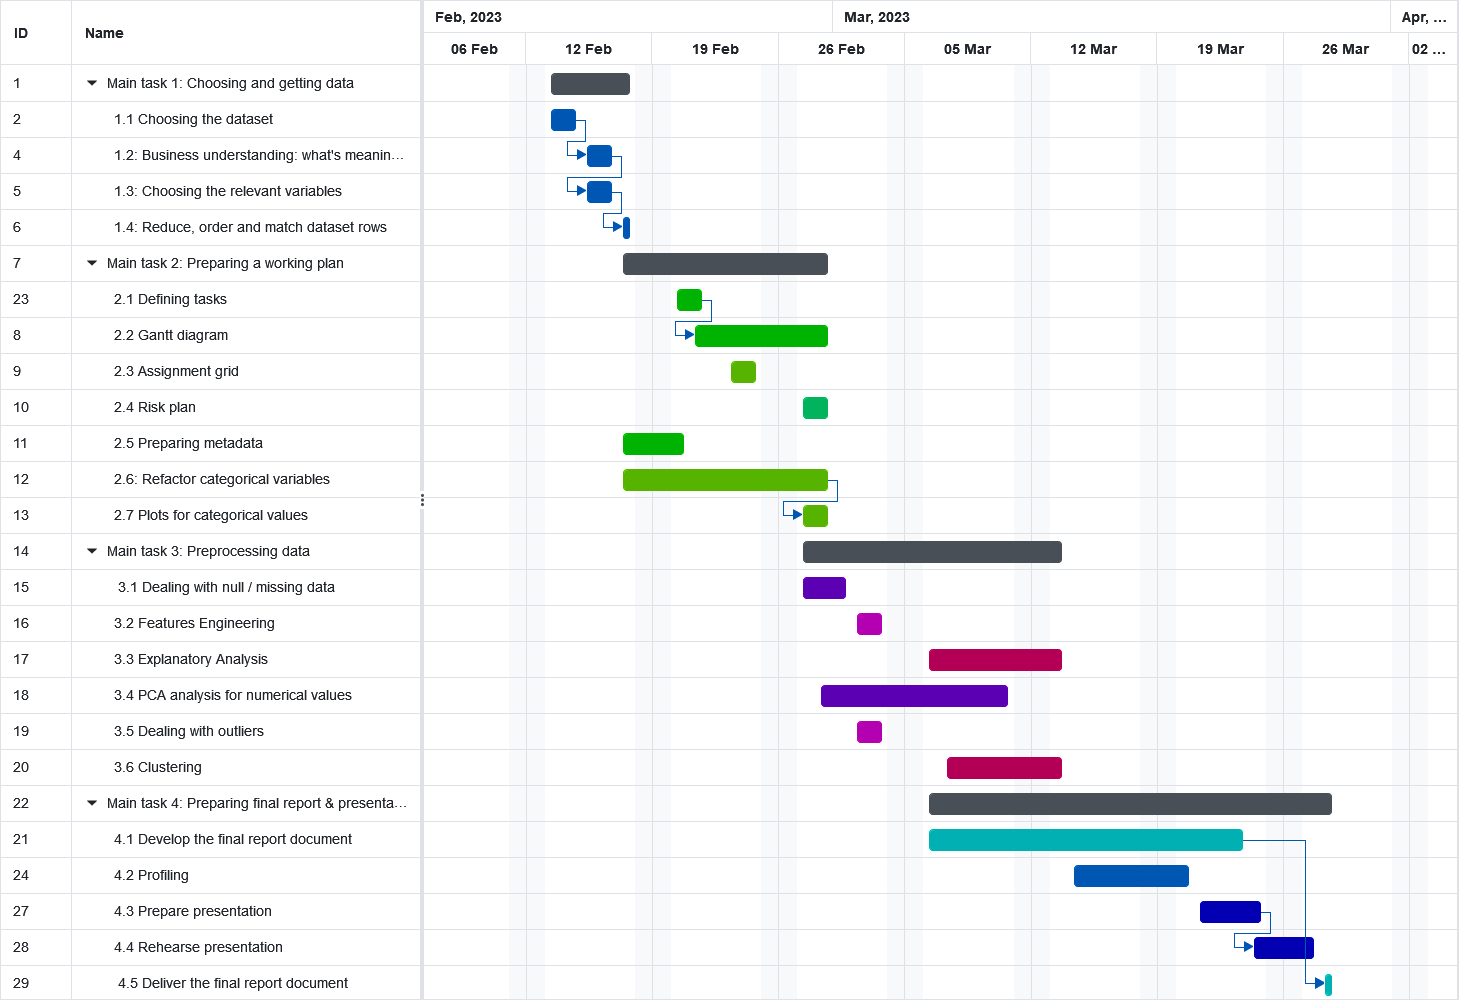 ID Name Feb, 2023 Mar, 2023 Apr, ...
06 Feb 12 Feb 19 Feb 26 Feb 05 Mar 12 Mar 19 Mar 26 Mar 02 ...
1 Main task 1: Choosing and getting data
2 1.1 Choosing the dataset
4 1.2: Business understanding: what's meanin...
5 1.3: Choosing the relevant variables
6 1.4: Reduce, order and match dataset rows
7 Main task 2: Preparing a working plan
23 2.1 Defining tasks
8 2.2 Gantt diagram
9 2.3 Assignment grid
10 2.4 Risk plan
11 2.5 Preparing metadata
12 2.6: Refactor categorical variables
13 2.7 Plots for categorical values
14 Main task 3: Preprocessing data
15 3.1 Dealing with null / missing data
16 3.2 Features Engineering
17 3.3 Explanatory Analysis
18 3.4 PCA analysis for numerical values
19 3.5 Dealing with outliers
20 3.6 Clustering
22 Main task 4: Preparing final report & presenta...
21 4.1 Develop the final report document
24 4.2 Profiling
27 4.3 Prepare presentation
28 4.4 Rehearse presentation
29 4.5 Deliver the final report document